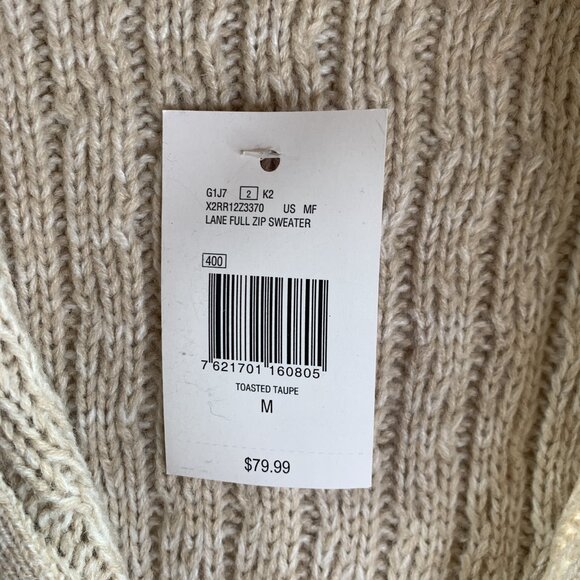 G1J7 2 K2
X2RR12Z3370 US MF
LANE FULL ZIP SWEATER
400
7 621701 160805
TOASTED TAUPE
M
$79.99